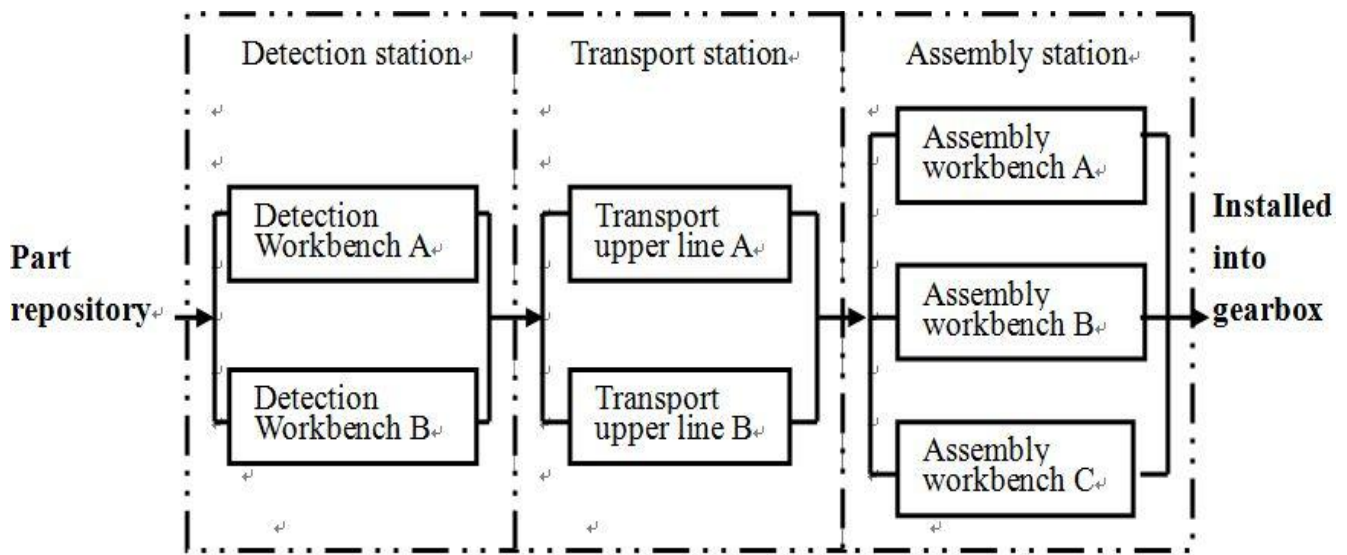 Detection station
Transport station
Assembly station
Part
repository
Detection
Workbench A
Detection
Workbench B
Transport
upper line A
Transport
upper line B
Assembly
workbench A
Assembly
workbench B
Assembly
workbench C
Installed
into
gearbox